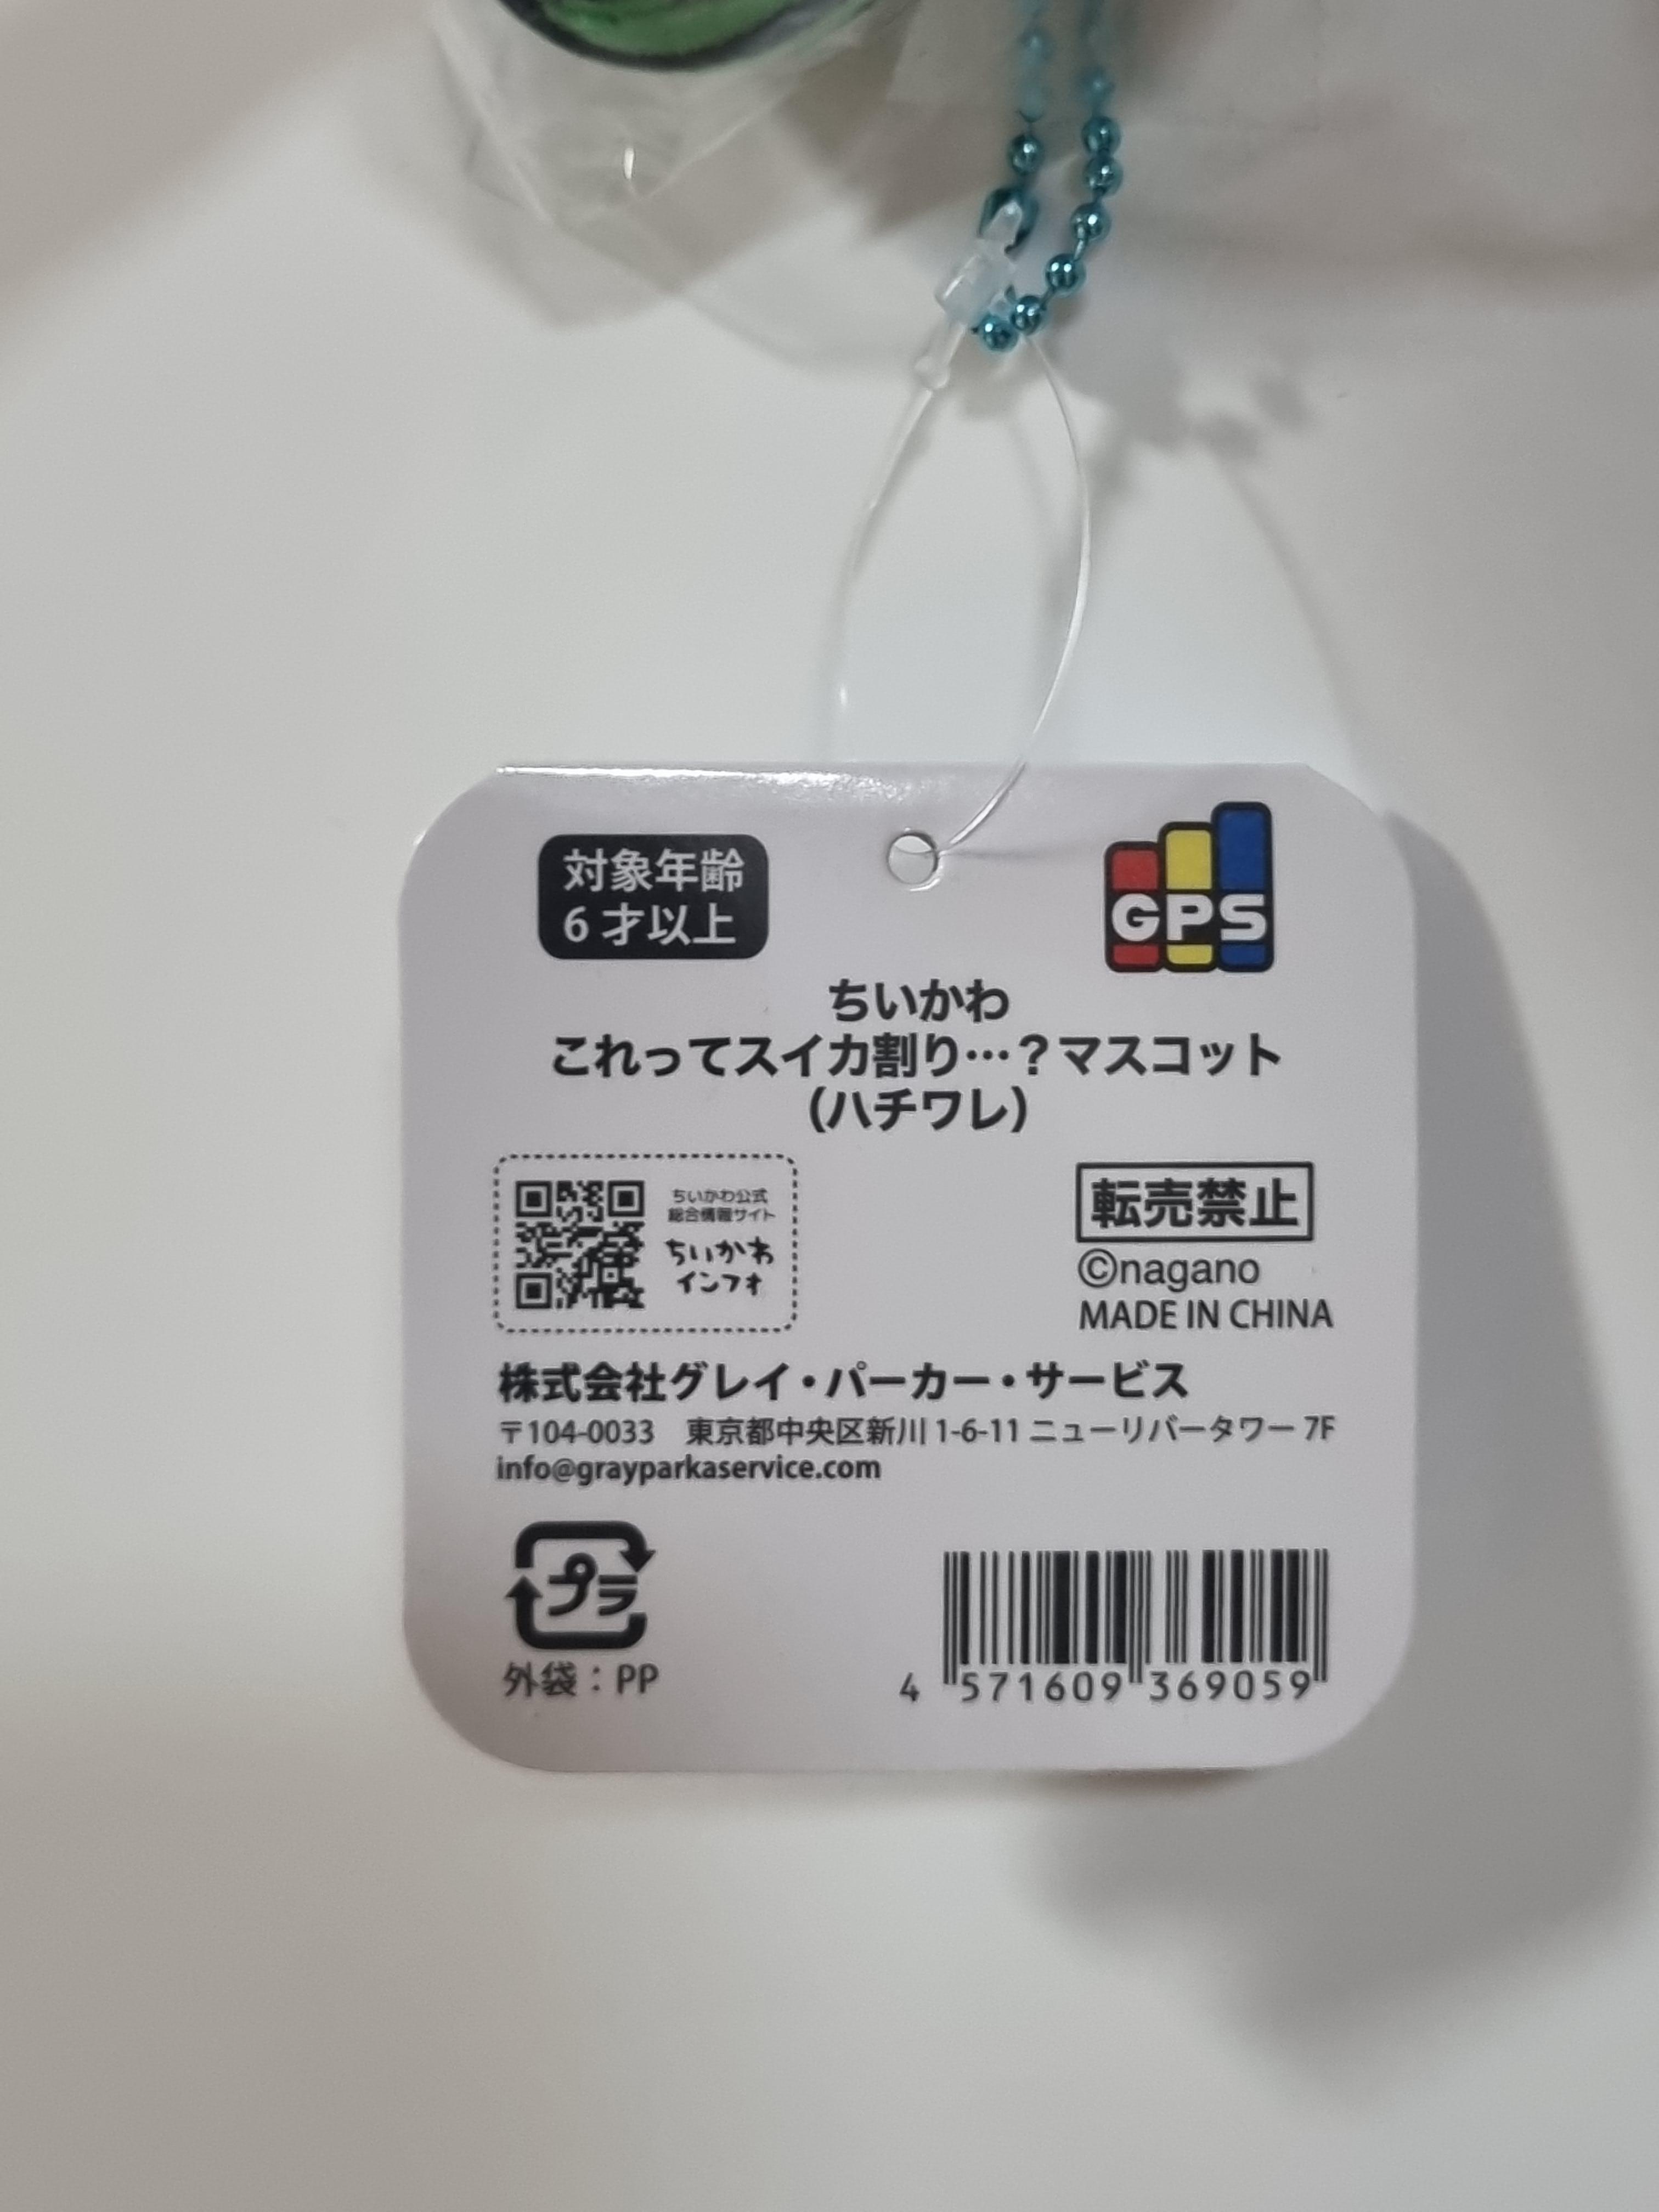 対象年齢
6才以上
GPS
ちいかわ
これってスイカ割り…？マスコット
(ハチワレ)
ちいかわ公式
総合情報サイト
ちいかわ
インフォ
転売禁止
©nagano
MADE IN CHINA
株式会社グレイ・パーカー・サービス
〒104-0033　東京都中央区新川1-6-11 ニューリバータワー 7F
info@grayparkaservice.com
プラ
外袋：PP
4 571609 369059